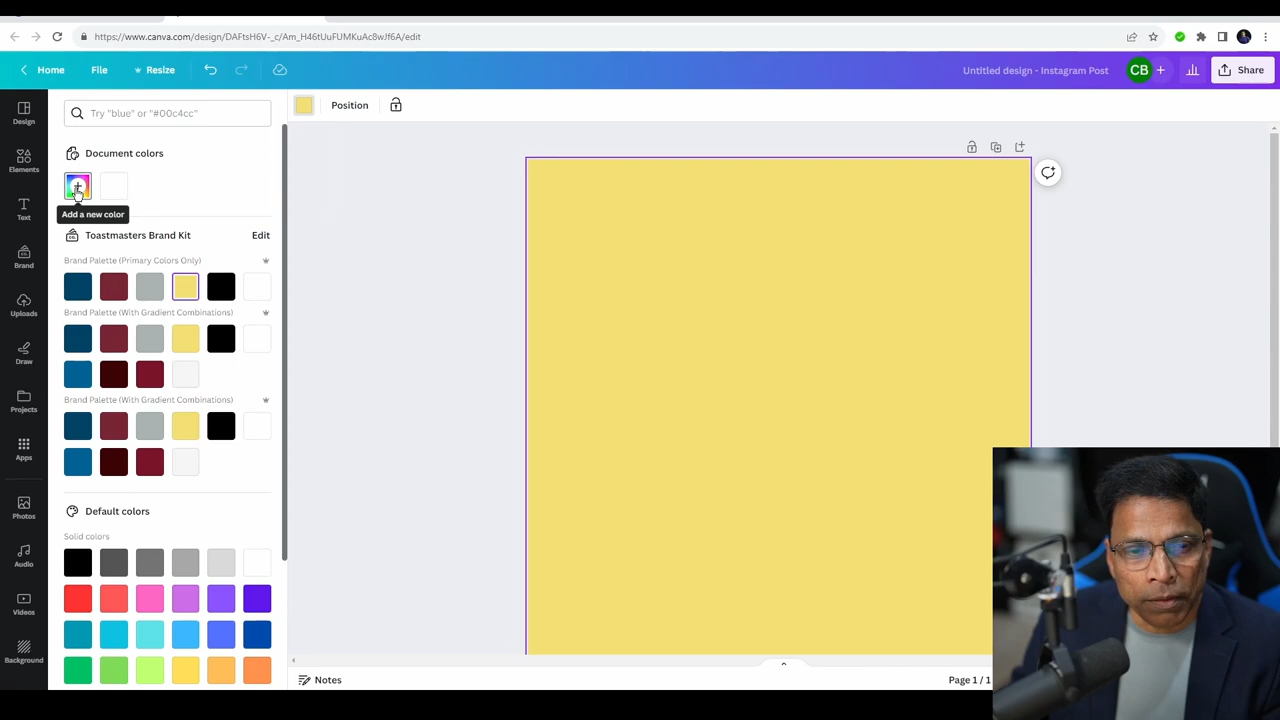 https://www.canva.com/design/DAFtsH6V-_c/Am_H46tUuFUMKuAc8wJf6A/edit
Home
File
Resize
Untitled design - Instagram Post
CB
Share
Design
Elements
Text
Brand
Uploads
Draw
Projects
Apps
Photos
Audio
Videos
Background
Try "blue" or "#00c4cc"
Document colors
Add a new color
Toastmasters Brand Kit
Edit
Brand Palette (Primary Colors Only)
Brand Palette (With Gradient Combinations)
Brand Palette (With Gradient Combinations)
Default colors
Solid colors
Position
Notes
Page 1 / 1